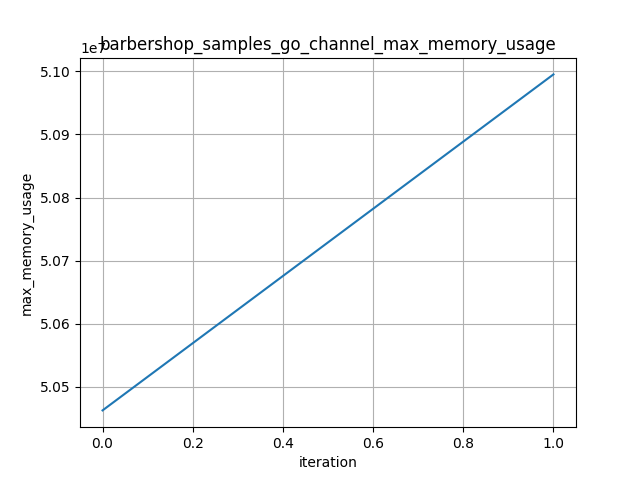 barbershop_samples_go_channel_max_memory_usage
1e7
5.10
5.09
5.08
5.07
5.06
5.05
max_memory_usage
0.0 0.2 0.4 0.6 0.8 1.0
iteration